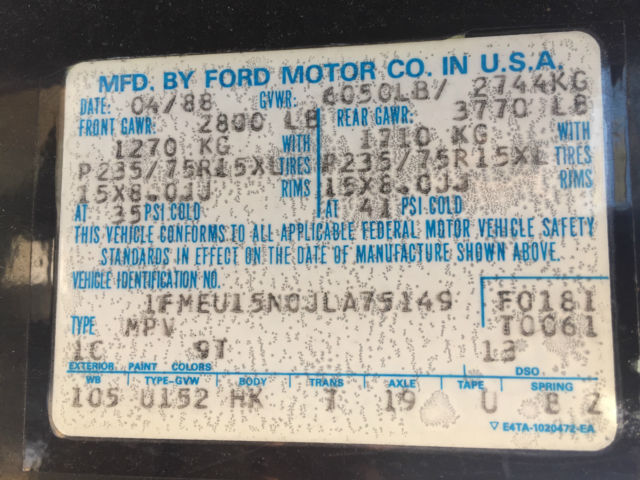 MFD. BY FORD MOTOR CO. IN U.S.A.
DATE: 04/88 GVWR: 6050LB/ 2744KG
FRONT GAWR: 2800 LB REAR GAWR: 3770 LB
1270 KG WITH 1710 KG WITH
P235/75R15XL TIRES P235/75R15XL TIRES
15X8.0JJ RIMS 15X8.0JJ RIMS
AT 35 PSI COLD AT 41 PSI COLD
THIS VEHICLE CONFORMS TO ALL APPLICABLE FEDERAL MOTOR VEHICLE SAFETY
STANDARDS IN EFFECT ON THE DATE OF MANUFACTURE SHOWN ABOVE.
VEHICLE IDENTIFICATION NO.
1FMEU15N0JLA75149 F0181
TYPE MPV T0061
1C 9T 13
EXTERIOR PAINT COLORS DSO
WB TYPE-GVW BODY TRANS AXLE TAPE SPRING
105 U152 HK T 19 U B 2
▽ E4TA-1020472-EA